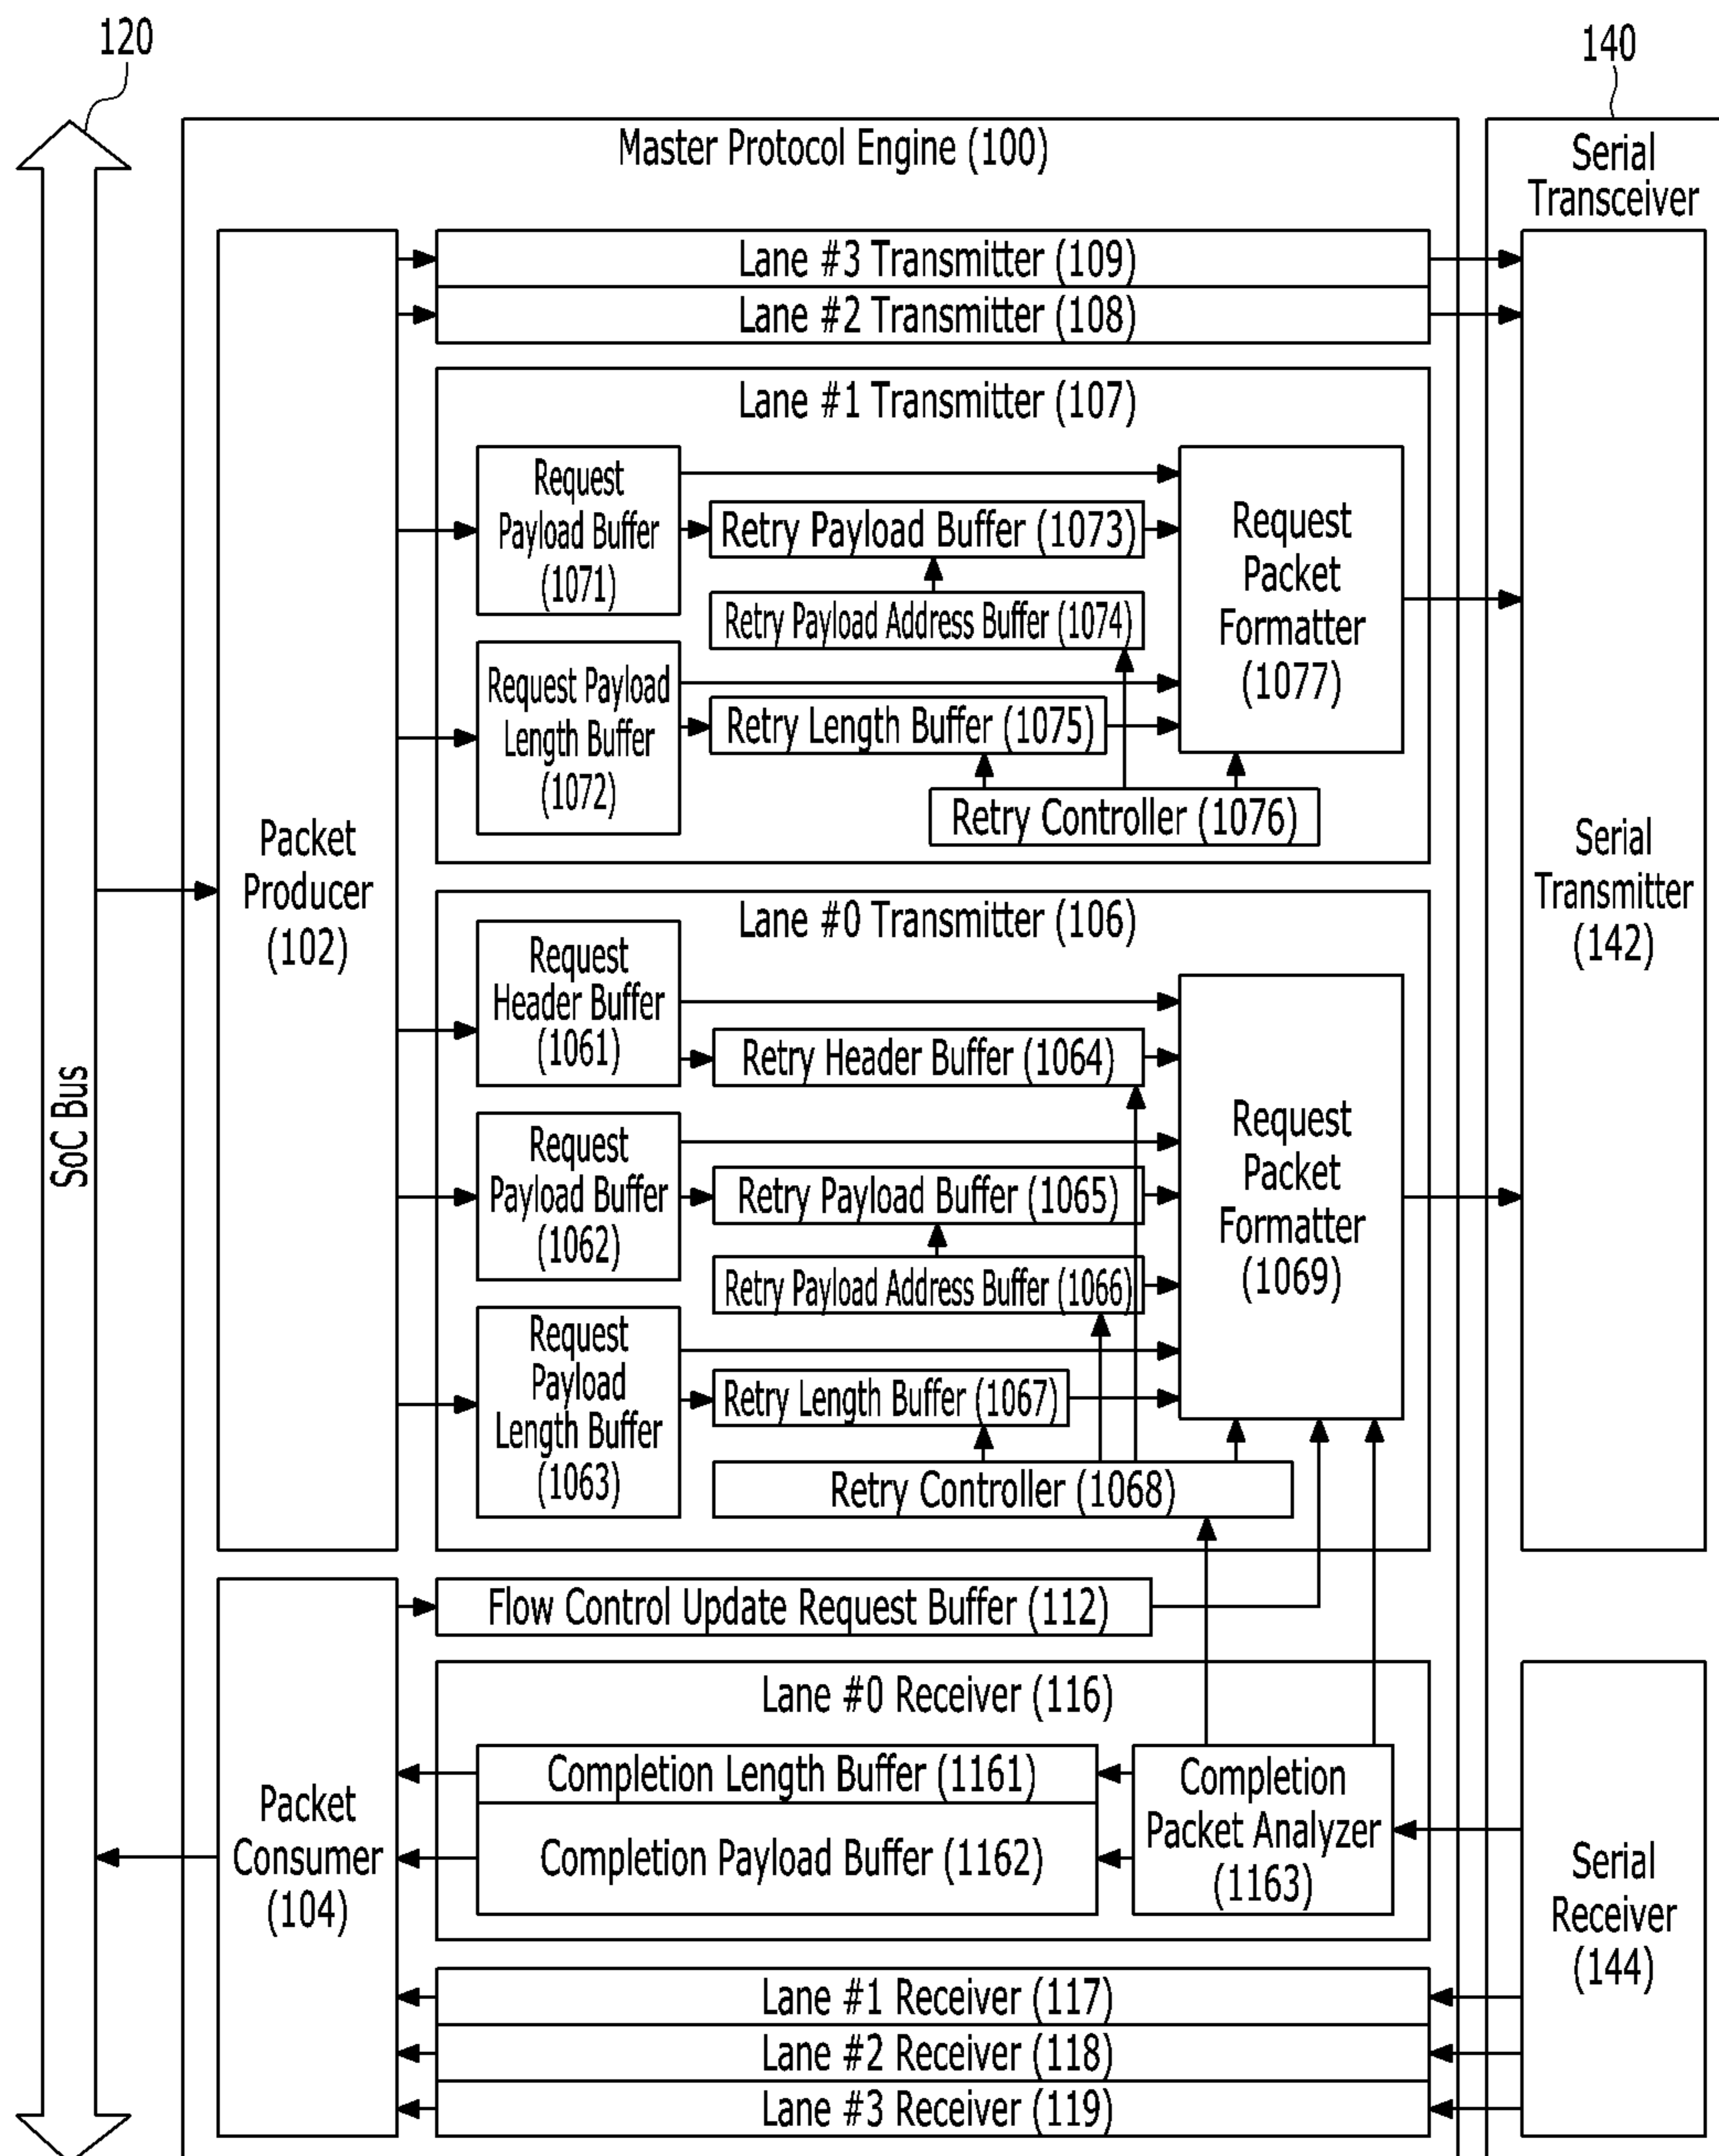 120
140
Master Protocol Engine (100)
Serial
Transceiver
Lane #3 Transmitter (109)
Lane #2 Transmitter (108)
Lane #1 Transmitter (107)
Request
Payload Buffer
(1071)
Retry Payload Buffer (1073)
Retry Payload Address Buffer (1074)
Request Payload
Length Buffer
(1072)
Retry Length Buffer (1075)
Retry Controller (1076)
Request
Packet
Formatter
(1077)
Packet
Producer
(102)
Serial
Transmitter
(142)
Lane #0 Transmitter (106)
Request
Header Buffer
(1061)
Retry Header Buffer (1064)
Request
Payload Buffer
(1062)
Retry Payload Buffer (1065)
Retry Payload Address Buffer (1066)
Request
Payload
Length Buffer
(1063)
Retry Length Buffer (1067)
Retry Controller (1068)
Request
Packet
Formatter
(1069)
SoC Bus
Flow Control Update Request Buffer (112)
Lane #0 Receiver (116)
Completion Length Buffer (1161)
Completion Payload Buffer (1162)
Completion
Packet Analyzer
(1163)
Packet
Consumer
(104)
Serial
Receiver
(144)
Lane #1 Receiver (117)
Lane #2 Receiver (118)
Lane #3 Receiver (119)